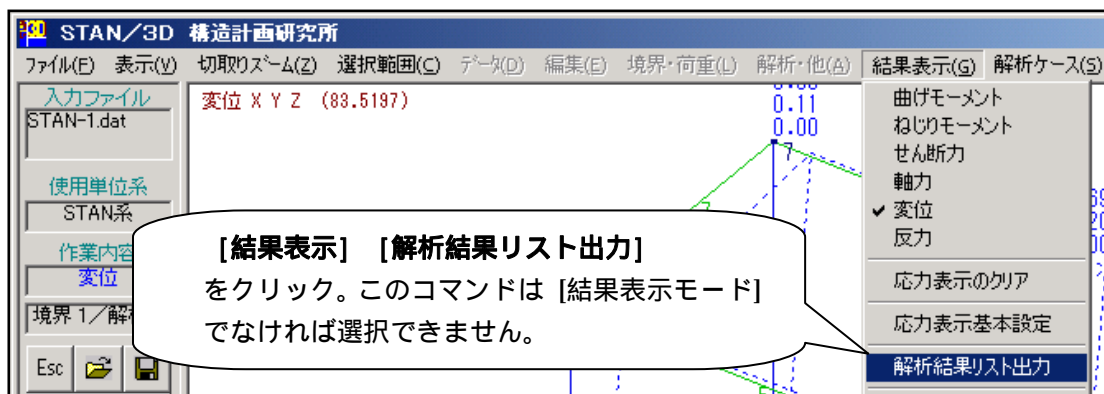 STAN/3D 構造計画研究所
ファイル(F) 表示(V) 切取りズーム(Z) 選択範囲(C) データ(D) 編集(E) 境界・荷重(L) 解析・他(A) 結果表示(G) 解析ケース(S)
入力ファイル
STAN-1.dat
使用単位系
STAN系
作業内容
変位
境界 1/解
Esc
変位 X Y Z (83.5197)
0.11
0.00
7
曲げモーメント
ねじりモーメント
せん断力
軸力
変位
反力
応力表示のクリア
応力表示基本設定
解析結果リスト出力
[結果表示] [解析結果リスト出力]
をクリック。このコマンドは [結果表示モード]
でなければ選択できません。